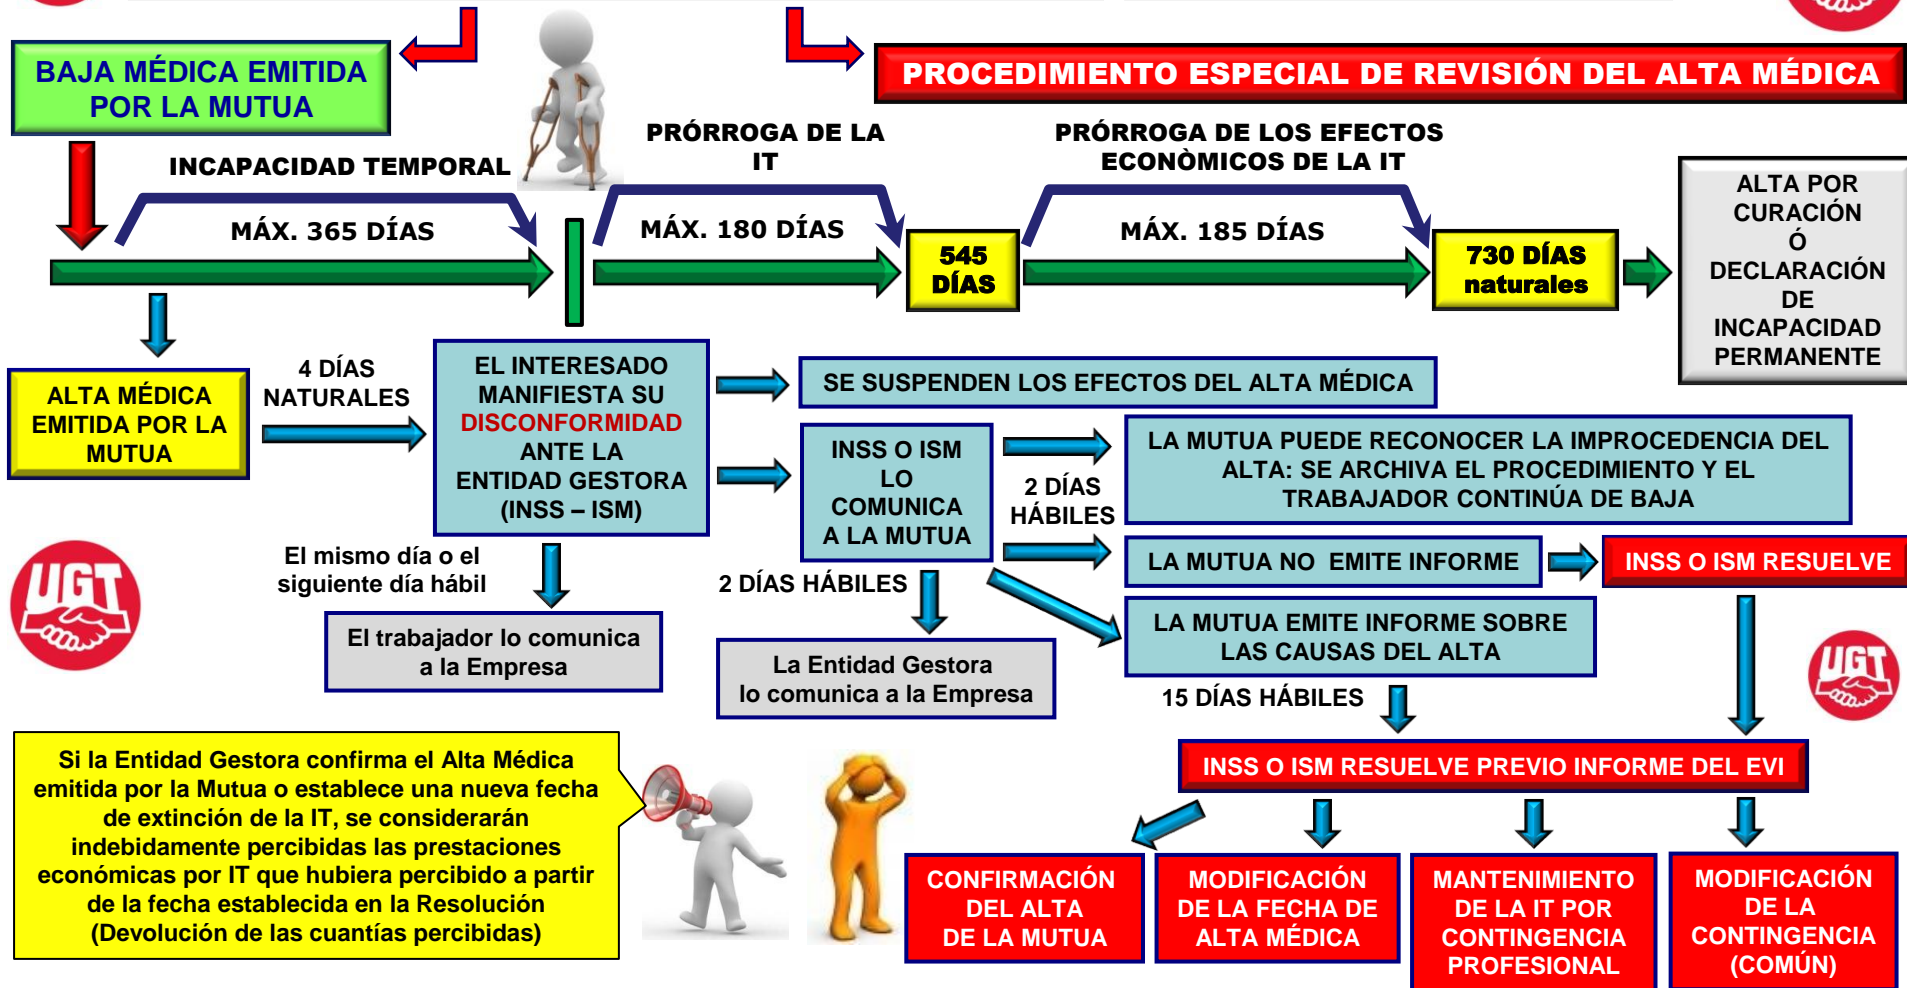 BAJA MÉDICA EMITIDA
POR LA MUTUA
PROCEDIMIENTO ESPECIAL DE REVISIÓN DEL ALTA MÉDICA
INCAPACIDAD TEMPORAL
MÁX. 365 DÍAS
PRÓRROGA DE LA
IT
MÁX. 180 DÍAS
545
DÍAS
PRÓRROGA DE LOS EFECTOS
ECONÒMICOS DE LA IT
MÁX. 185 DÍAS
730 DÍAS
naturales
ALTA POR
CURACIÓN
Ó
DECLARACIÓN
DE
INCAPACIDAD
PERMANENTE
ALTA MÉDICA
EMITIDA POR LA
MUTUA
4 DÍAS
NATURALES
EL INTERESADO
MANIFIESTA SU
DISCONFORMIDAD
ANTE LA
ENTIDAD GESTORA
(INSS – ISM)
SE SUSPENDEN LOS EFECTOS DEL ALTA MÉDICA
INSS O ISM
LO
COMUNICA
A LA MUTUA
2 DÍAS
HÁBILES
LA MUTUA PUEDE RECONOCER LA IMPROCEDENCIA DEL
ALTA: SE ARCHIVA EL PROCEDIMIENTO Y EL
TRABAJADOR CONTINÚA DE BAJA
LA MUTUA NO EMITE INFORME
INSS O ISM RESUELVE
LA MUTUA EMITE INFORME SOBRE
LAS CAUSAS DEL ALTA
UGT
El mismo día o el
siguiente día hábil
El trabajador lo comunica
a la Empresa
2 DÍAS HÁBILES
La Entidad Gestora
lo comunica a la Empresa
UGT
15 DÍAS HÁBILES
INSS O ISM RESUELVE PREVIO INFORME DEL EVI
Si la Entidad Gestora confirma el Alta Médica
emitida por la Mutua o establece una nueva fecha
de extinción de la IT, se considerarán
indebidamente percibidas las prestaciones
económicas por IT que hubiera percibido a partir
de la fecha establecida en la Resolución
(Devolución de las cuantías percibidas)
CONFIRMACIÓN
DEL ALTA
DE LA MUTUA
MODIFICACIÓN
DE LA FECHA DE
ALTA MÉDICA
MANTENIMIENTO
DE LA IT POR
CONTINGENCIA
PROFESIONAL
MODIFICACIÓN
DE LA
CONTINGENCIA
(COMÚN)